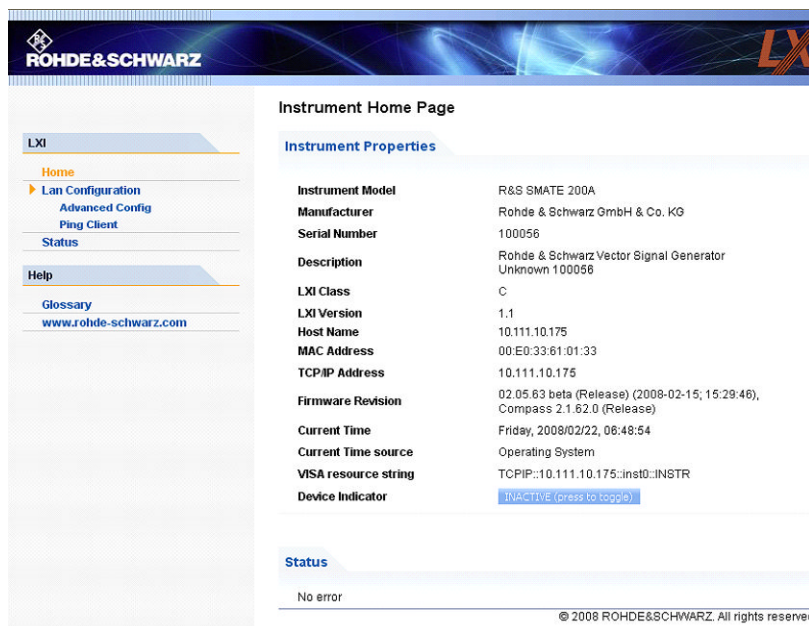 ROHDE&SCHWARZ
LXI
Instrument Home Page
LXI
Home
Lan Configuration
Advanced Config
Ping Client
Status
Help
Glossary
www.rohde-schwarz.com
Instrument Properties
Instrument Model R&S SMATE 200A
Manufacturer Rohde & Schwarz GmbH & Co. KG
Serial Number 100056
Description Rohde & Schwarz Vector Signal Generator
Unknown 100056
LXI Class C
LXI Version 1.1
Host Name 10.111.10.175
MAC Address 00:E0:33:61:01:33
TCP/IP Address 10.111.10.175
Firmware Revision 02.05.63 beta (Release) (2008-02-15; 15:29:46),
Compass 2.1.62.0 (Release)
Current Time Friday, 2008/02/22, 06:48:54
Current Time source Operating System
VISA resource string TCPIP::10.111.10.175::inst0::INSTR
Device Indicator INACTIVE (press to toggle)
Status
No error
© 2008 ROHDE&SCHWARZ. All rights reserve